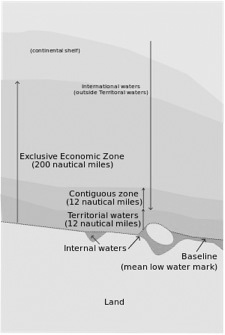 (continental shelf)
International waters
(outside Territoral waters)
Exclusive Economic Zone
(200 nautical miles)
Contiguous zone
(12 nautical miles)
Territorial waters
(12 nautical miles)
Internal waters
Baseline
(mean low water mark)
Land